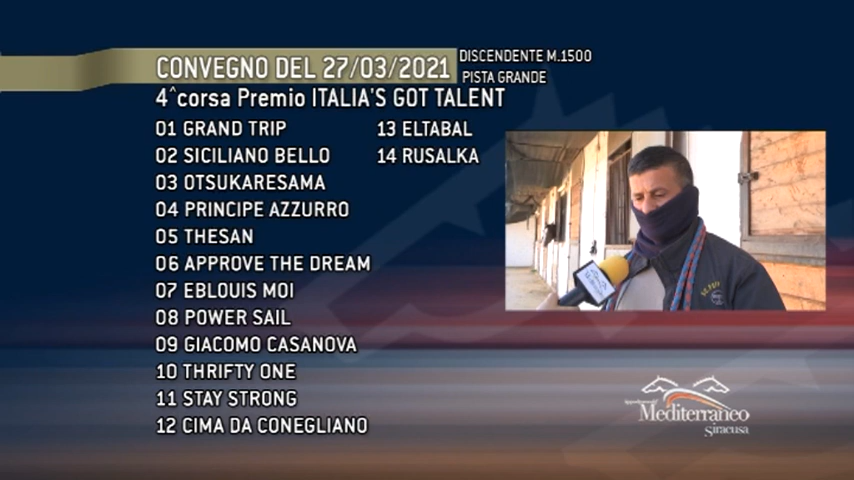 CONVEGNO DEL 27/03/2021
DISCENDENTE M.1500
PISTA GRANDE
4^corsa Premio ITALIA'S GOT TALENT
01 GRAND TRIP
02 SICILIANO BELLO
03 OTSUKARESAMA
04 PRINCIPE AZZURRO
05 THESAN
06 APPROVE THE DREAM
07 EBLOUIS MOI
08 POWER SAIL
09 GIACOMO CASANOVA
10 THRIFTY ONE
11 STAY STRONG
12 CIMA DA CONEGLIANO
13 ELTABAL
14 RUSALKA
Mediterraneo
Siracusa